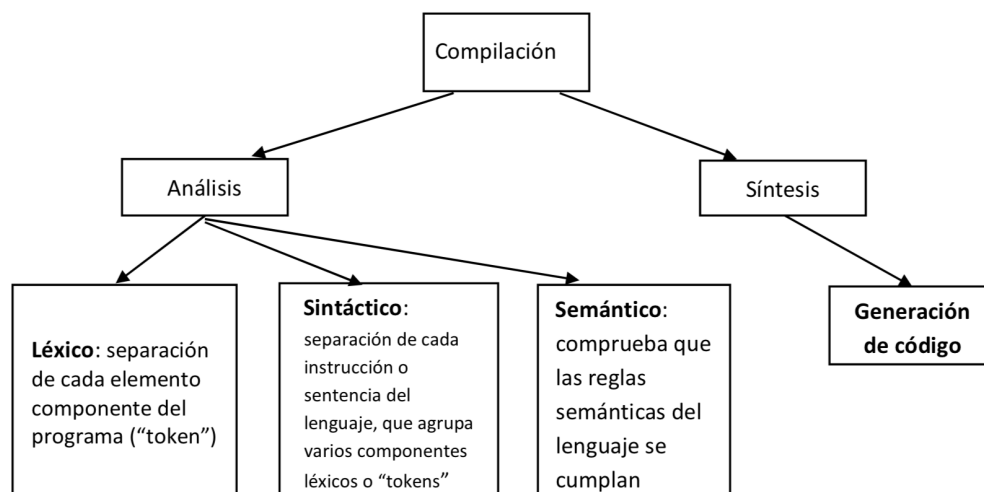 Compilación
Análisis
Síntesis
Léxico: separación
de cada elemento
componente del
programa (“token”)
Sintáctico:
separación de cada
instrucción o
sentencia del
lenguaje, que agrupa
varios componentes
léxicos o “tokens”
Semántico:
comprueba que
las reglas
semánticas del
lenguaje se
cumplan
Generación
de código